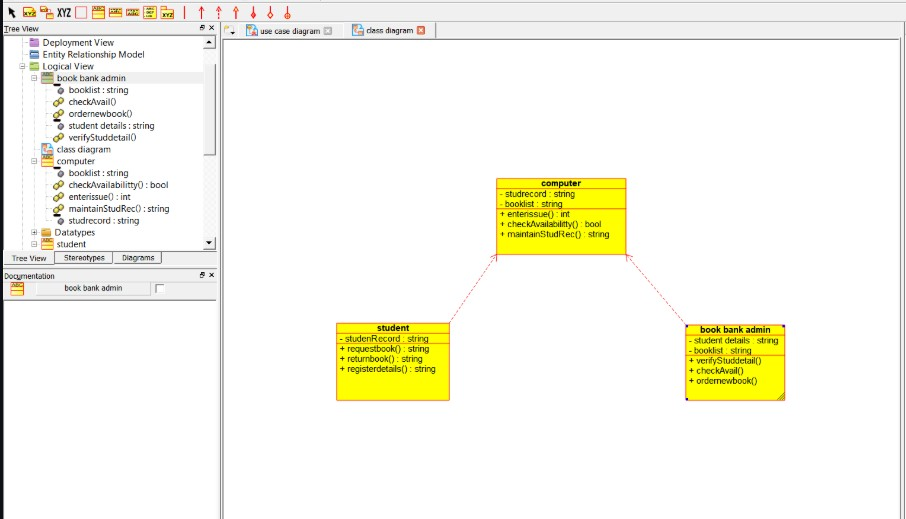 XYZ
Tree View
use case diagram
class diagram
Deployment View
Entity Relationship Model
Logical View
book bank admin
booklist : string
checkAvail()
ordernewbook()
student details : string
verifyStuddetail()
class diagram
computer
booklist : string
checkAvailabilitty() : bool
enterissue() : int
maintainStudRec() : string
studrecord : string
Datatypes
student
Tree View
Stereotypes
Diagrams
Documentation
book bank admin
computer
- studrecord : string
- booklist : string
+ enterissue() : int
+ checkAvailabilitty() : bool
+ maintainStudRec() : string
student
- studenRecord : string
+ requestbook() : string
+ returnbook() : string
+ registerdetails() : string
book bank admin
- student details : string
- booklist : string
+ verifyStuddetail()
+ checkAvail()
+ ordernewbook()